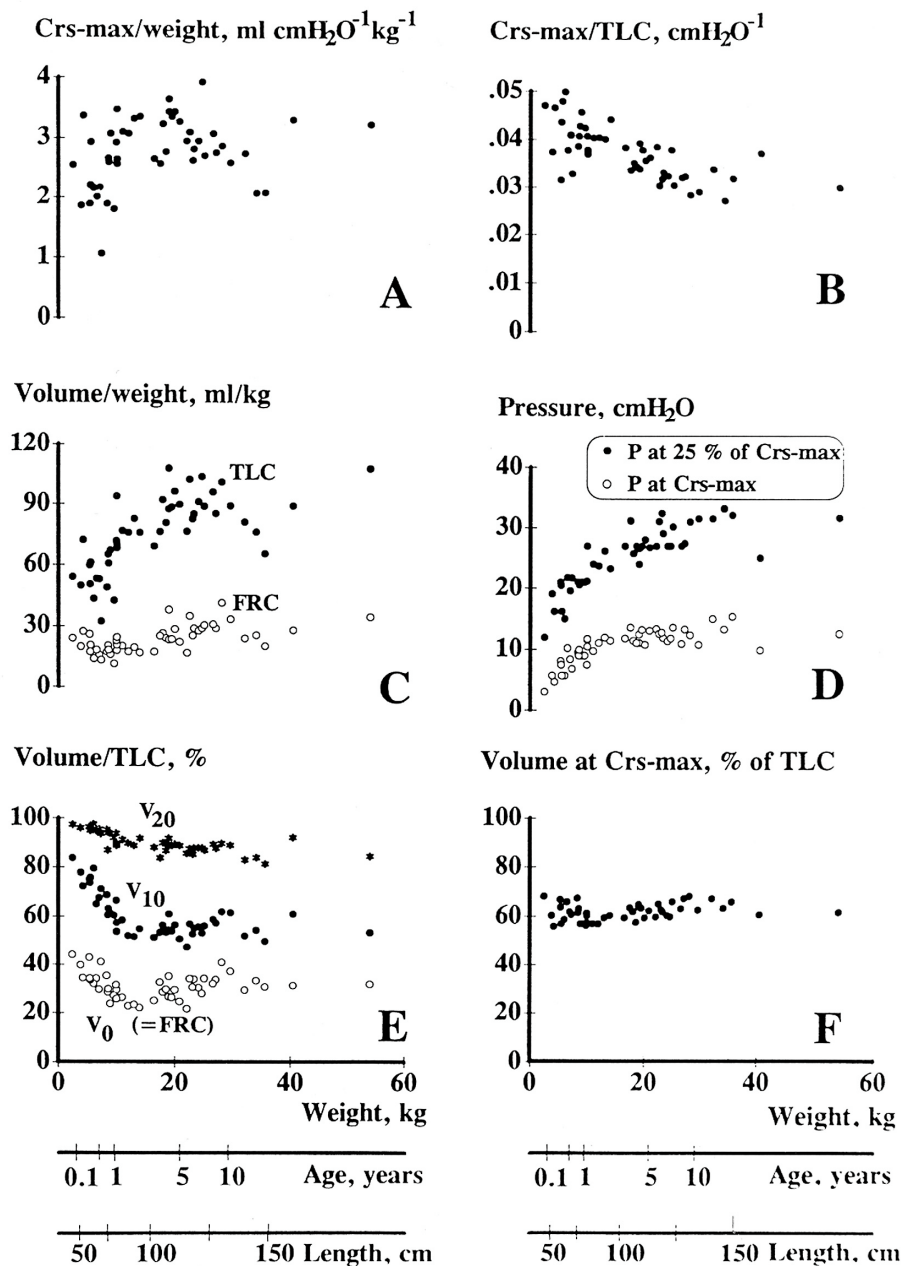 Crs-max/weight, ml cmH₂O⁻¹kg⁻¹
4
3
2
1
0
A
Crs-max/TLC, cmH₂O⁻¹
.05
.04
.03
.02
.01
0
B
Volume/weight, ml/kg
120
90
60
30
0
TLC
FRC
C
Pressure, cmH₂O
40
30
20
10
0
P at 25 % of Crs-max
P at Crs-max
D
Volume/TLC, %
100
80
60
40
20
0
V₂₀
V₁₀
V₀ (=FRC)
E
0 20 40 60
Weight, kg
0.1 1 5 10 Age, years
50 100 150 Length, cm
Volume at Crs-max, % of TLC
100
80
60
40
20
0
F
0 20 40 60
Weight, kg
0.1 1 5 10 Age, years
50 100 150 Length, cm